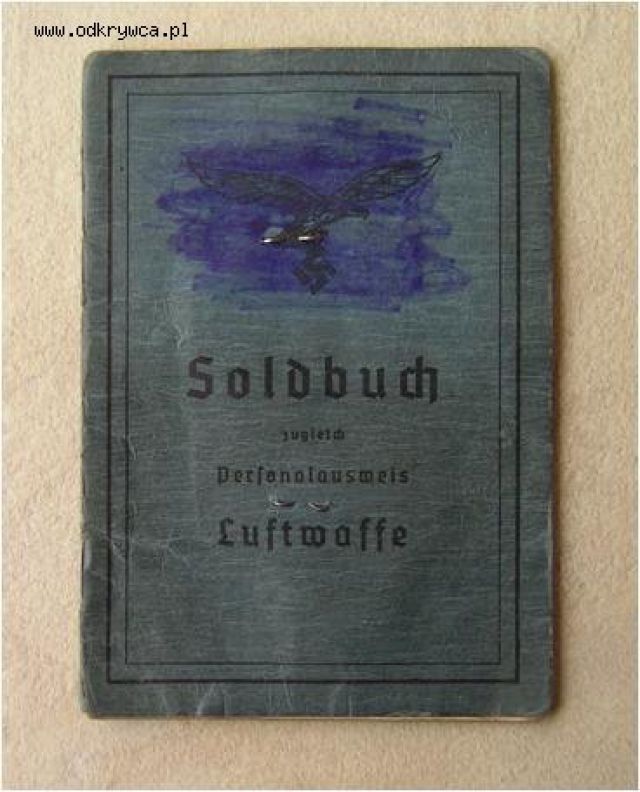 www.odkrywca.pl
Soldbuch
zugleich
Personalausweis
Luftwaffe